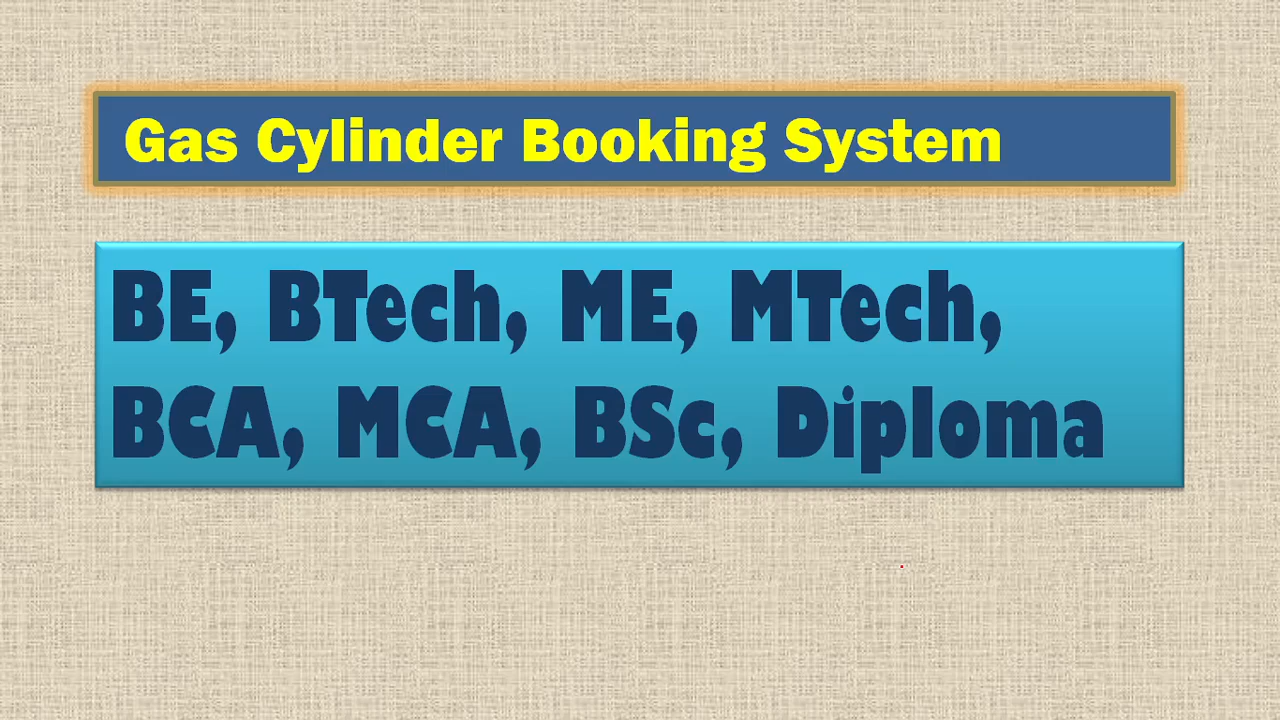 Gas Cylinder Booking System
BE, BTech, ME, MTech,
BCA, MCA, BSc, Diploma